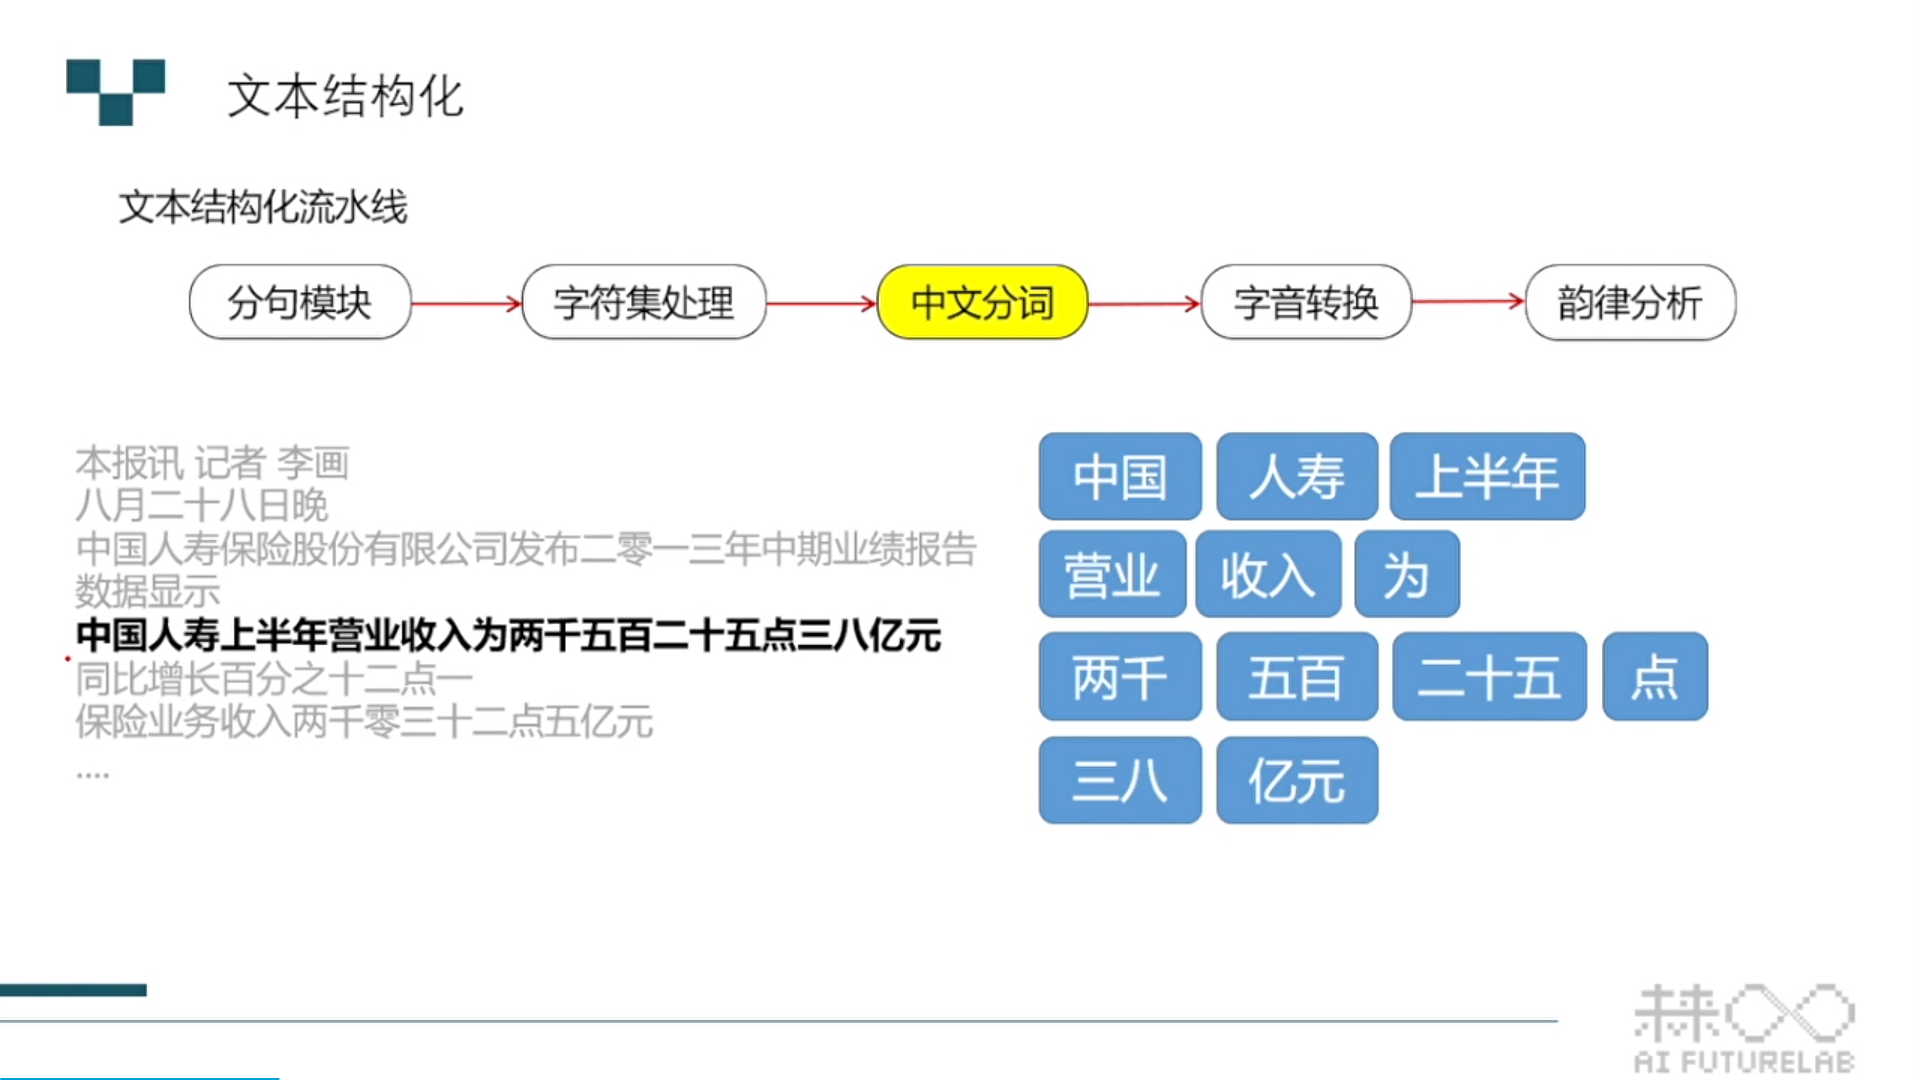 文本结构化
文本结构化流水线
分句模块 字符集处理 中文分词 字音转换 韵律分析
本报讯 记者 李画
八月二十八日晚
中国人寿保险股份有限公司发布二零一三年中期业绩报告
数据显示
中国人寿上半年营业收入为两千五百二十五点三八亿元
同比增长百分之十二点一
保险业务收入两千零三十二点五亿元
....
中国 人寿 上半年
营业 收入 为
两千 五百 二十五 点
三八 亿元
AI FUTURELAB